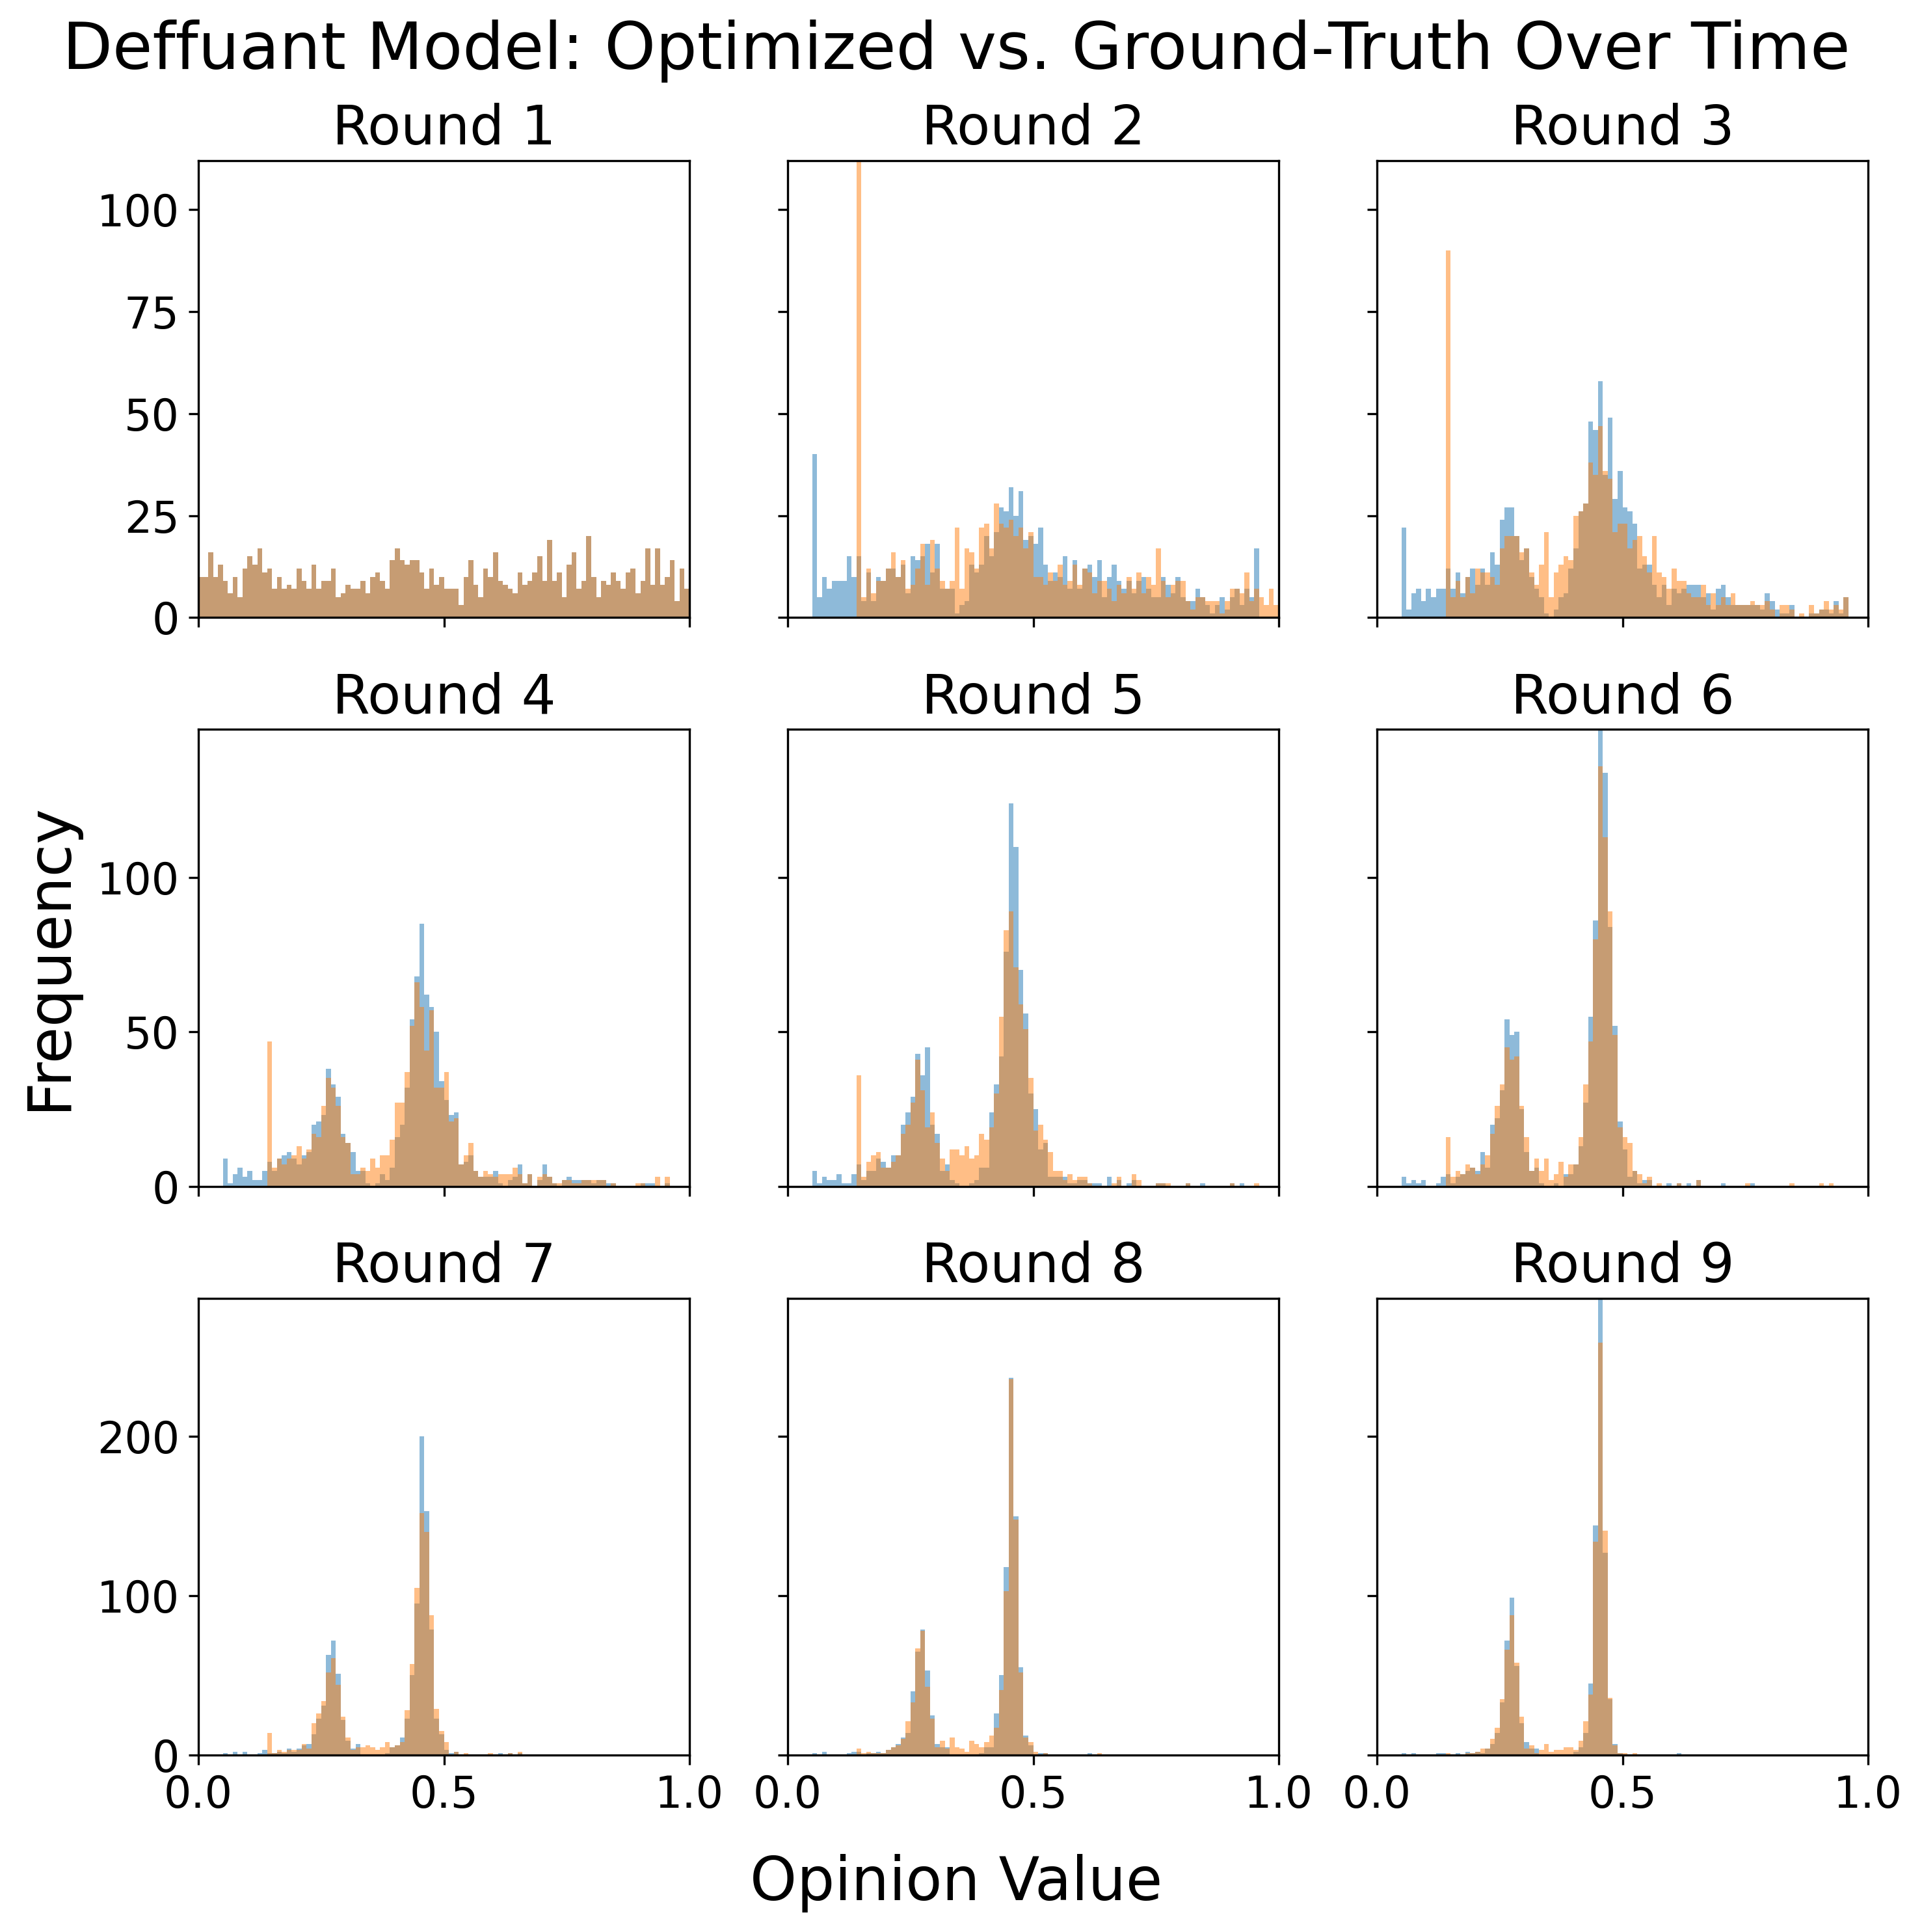 Deffuant Model: Optimized vs. Ground-Truth Over Time
Round 1
Round 2
Round 3
100
75
50
25
0
Round 4
Round 5
Round 6
100
50
0
Frequency
Round 7
Round 8
Round 9
200
100
0
0.0
0.5
1.0
0.0
0.5
1.0
0.0
0.5
1.0
Opinion Value